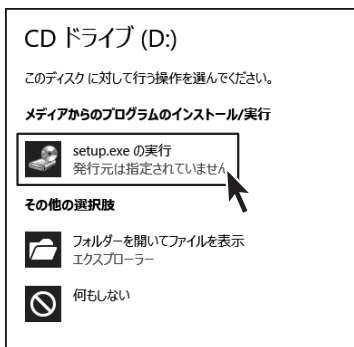 CD ドライブ (D:)
このディスク に対して行う操作を選んでください。
メディアからのプログラムのインストール/実行
setup.exe の実行
発行元は指定されていません
その他の選択肢
フォルダーを開いてファイルを表示
エクスプローラー
何もしない